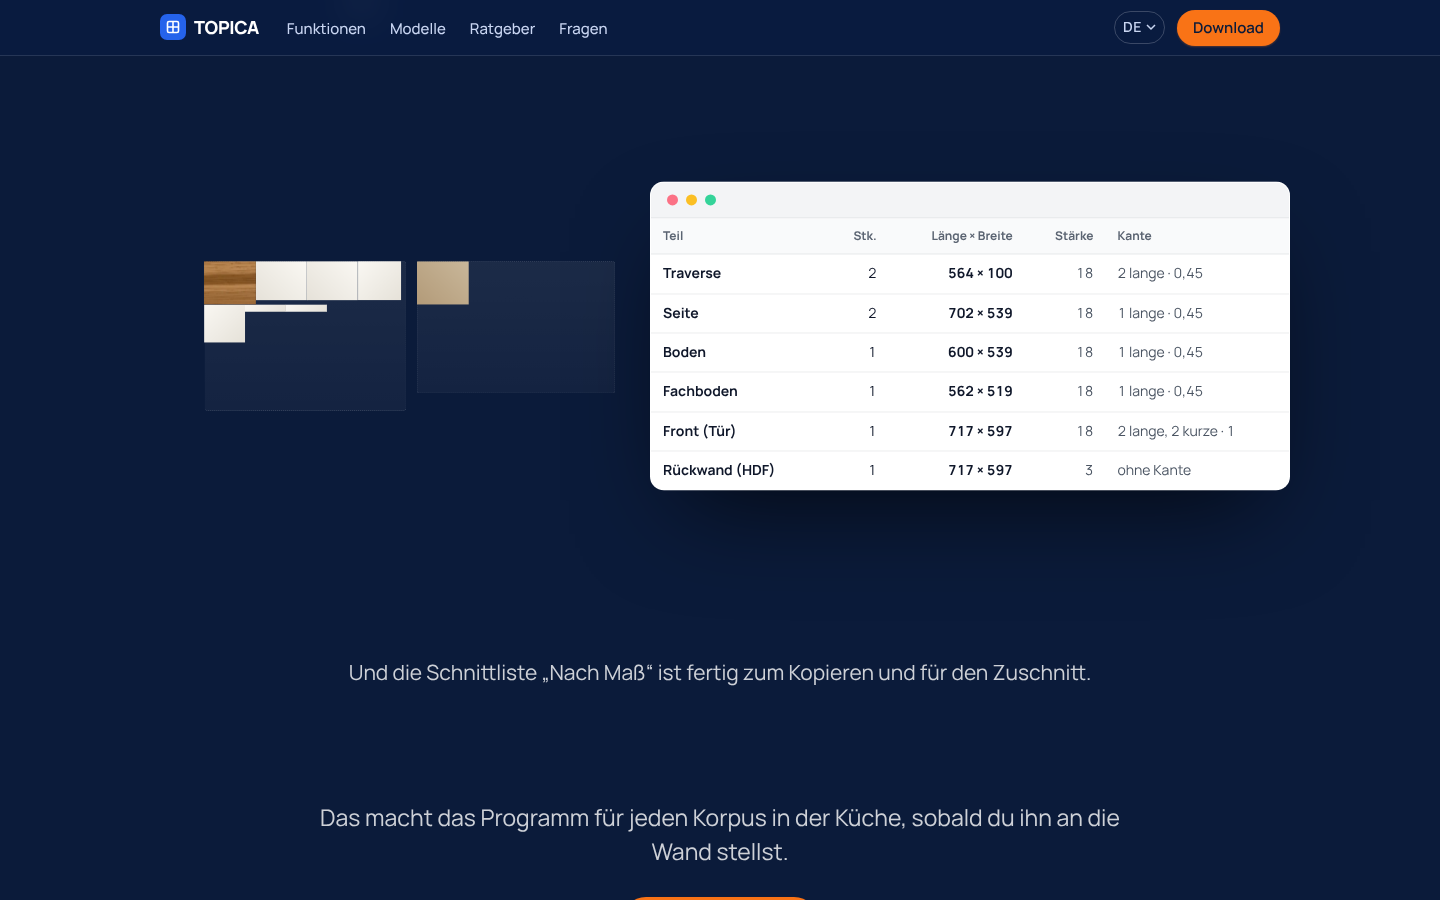 TOPICA Funktionen Modelle Ratgeber Fragen DE Download
Teil Stk. Länge × Breite Stärke Kante
Traverse 2 564 × 100 18 2 lange · 0,45
Seite 2 702 × 539 18 1 lange · 0,45
Boden 1 600 × 539 18 1 lange · 0,45
Fachboden 1 562 × 519 18 1 lange · 0,45
Front (Tür) 1 717 × 597 18 2 lange, 2 kurze · 1
Rückwand (HDF) 1 717 × 597 3 ohne Kante
Und die Schnittliste „Nach Maß“ ist fertig zum Kopieren und für den Zuschnitt.
Das macht das Programm für jeden Korpus in der Küche, sobald du ihn an die
Wand stellst.